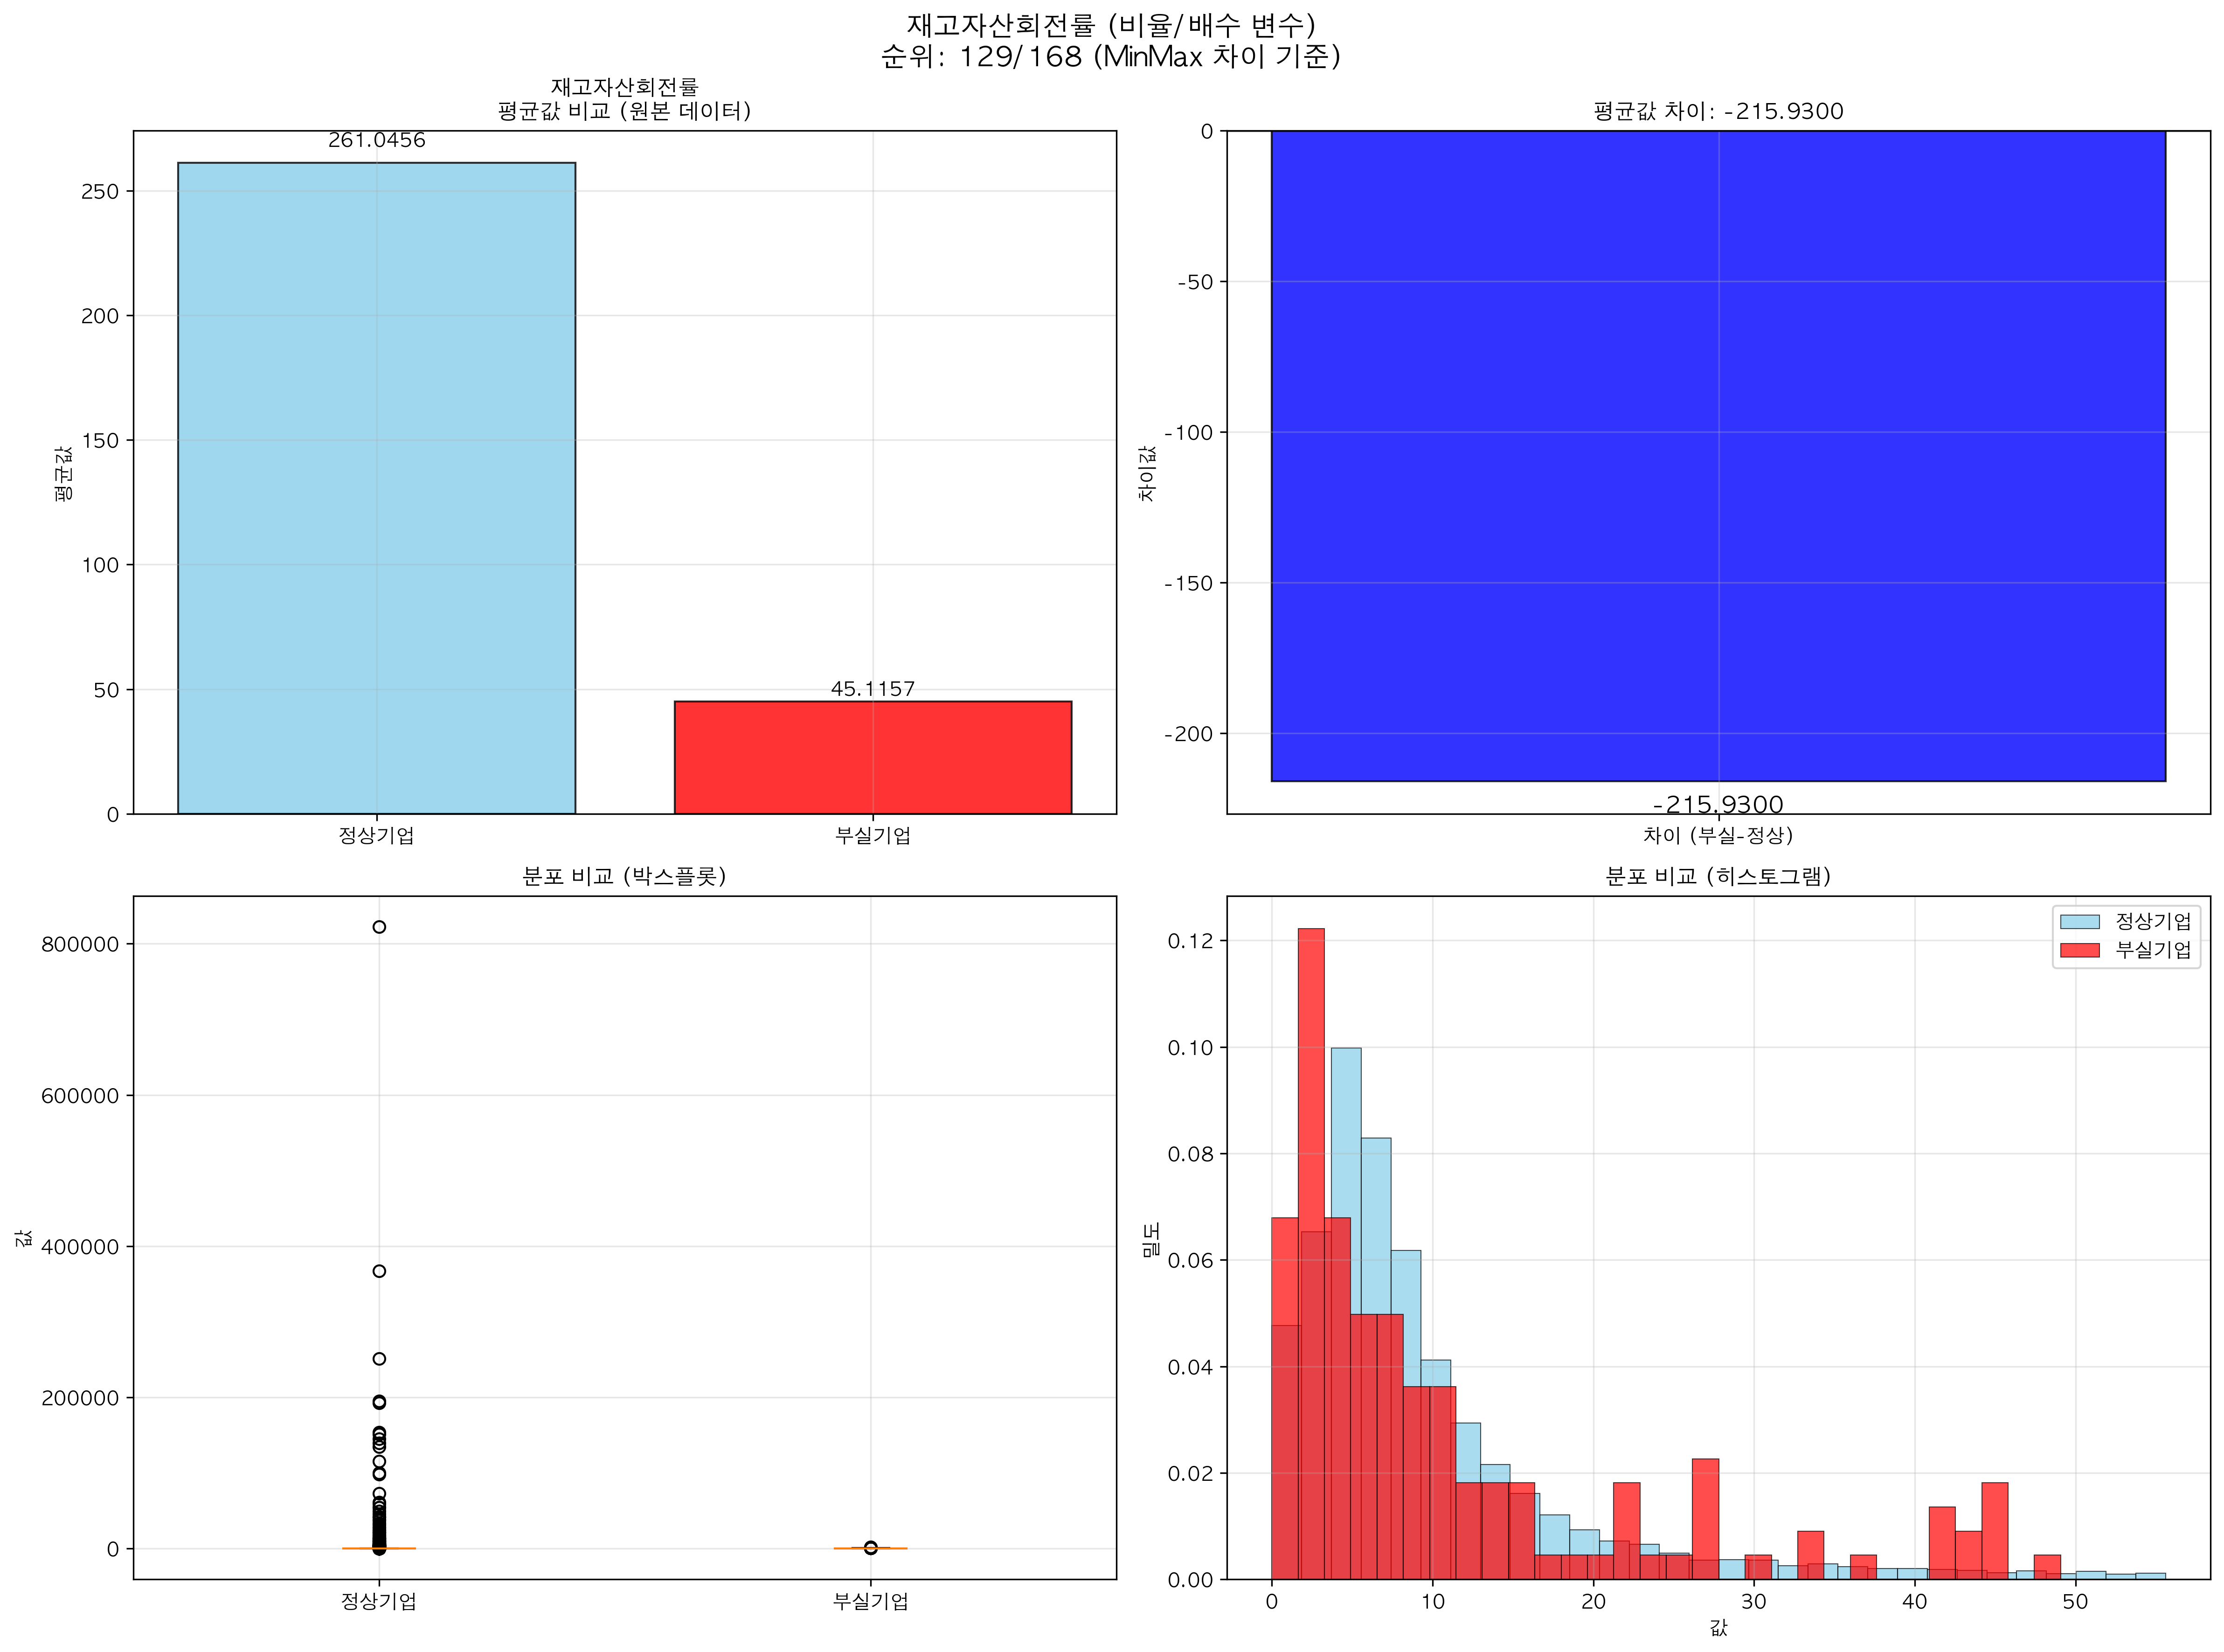 재고자산회전률 (비율/배수 변수)
순위: 129/168 (MinMax 차이 기준)
재고자산회전률
평균값 비교 (원본 데이터)
261.0456
45.1157
250
200
150
100
50
0
평균값
정상기업
부실기업
평균값 차이: -215.9300
0
-50
-100
-150
-200
차이값
-215.9300
차이 (부실-정상)
분포 비교 (박스플롯)
800000
600000
400000
200000
0
값
정상기업
부실기업
분포 비교 (히스토그램)
정상기업
부실기업
0.12
0.10
0.08
0.06
0.04
0.02
0.00
밀도
0 10 20 30 40 50
값